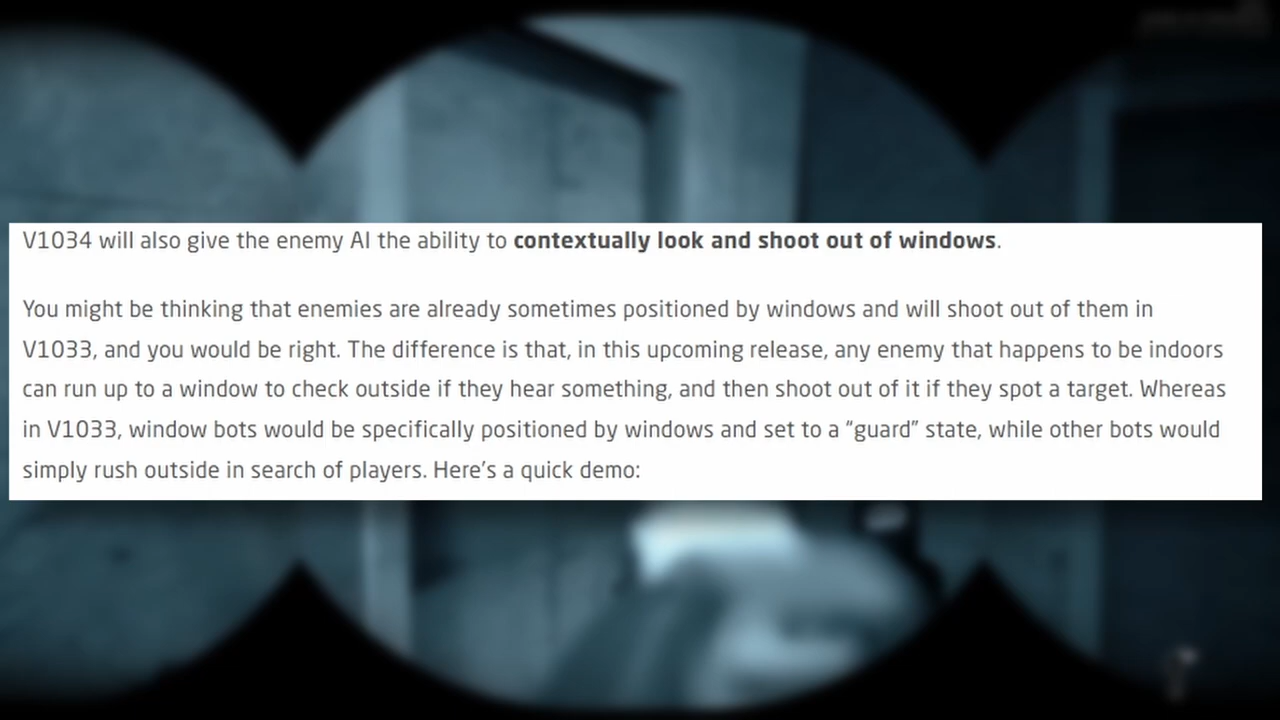 V1034 will also give the enemy AI the ability to contextually look and shoot out of windows.
You might be thinking that enemies are already sometimes positioned by windows and will shoot out of them in
V1033, and you would be right. The difference is that, in this upcoming release, any enemy that happens to be indoors
can run up to a window to check outside if they hear something, and then shoot out of it if they spot a target. Whereas
in V1033, window bots would be specifically positioned by windows and set to a “guard” state, while other bots would
simply rush outside in search of players. Here’s a quick demo: